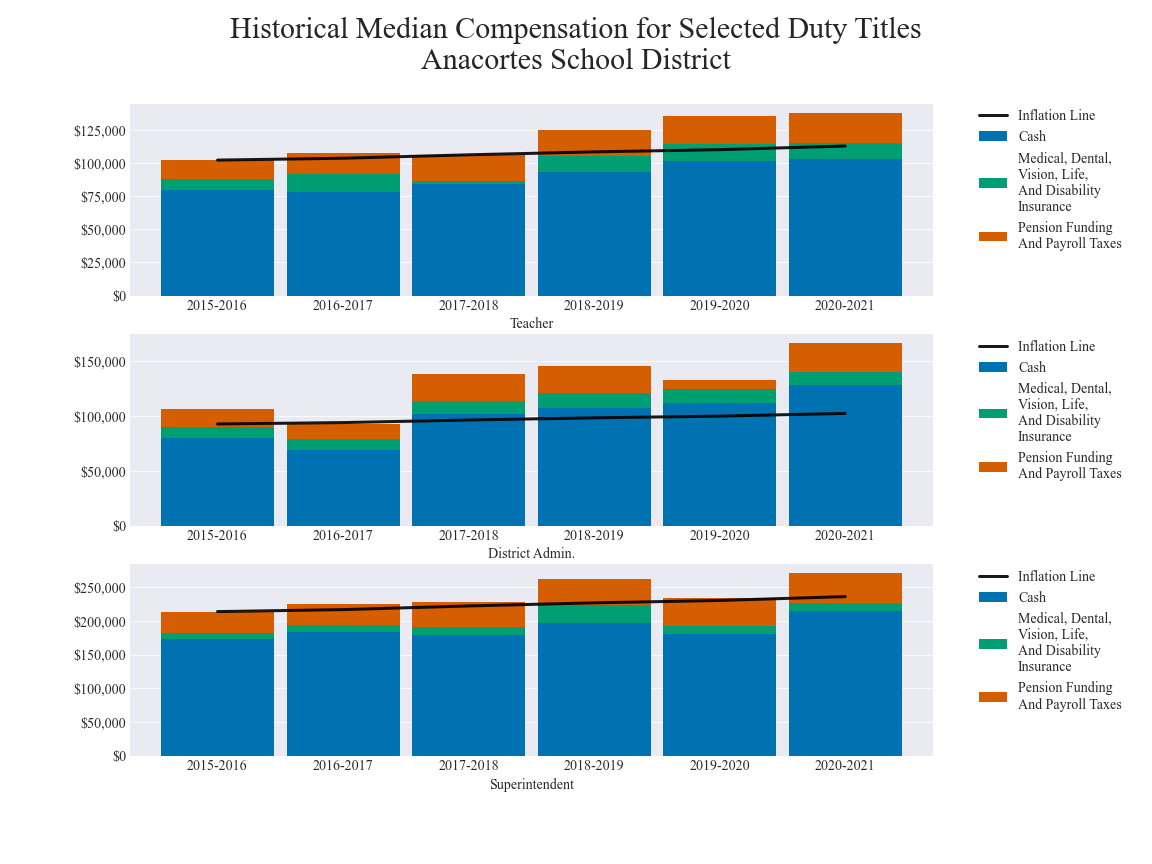 Historical Median Compensation for Selected Duty Titles
Anacortes School District
$125,000
$100,000
$75,000
$50,000
$25,000
$0
2015-2016 2016-2017 2017-2018 2018-2019 2019-2020 2020-2021
Teacher
Inflation Line
Cash
Medical, Dental,
Vision, Life,
And Disability
Insurance
Pension Funding
And Payroll Taxes
$150,000
$100,000
$50,000
$0
2015-2016 2016-2017 2017-2018 2018-2019 2019-2020 2020-2021
District Admin.
Inflation Line
Cash
Medical, Dental,
Vision, Life,
And Disability
Insurance
Pension Funding
And Payroll Taxes
$250,000
$200,000
$150,000
$100,000
$50,000
$0
2015-2016 2016-2017 2017-2018 2018-2019 2019-2020 2020-2021
Superintendent
Inflation Line
Cash
Medical, Dental,
Vision, Life,
And Disability
Insurance
Pension Funding
And Payroll Taxes